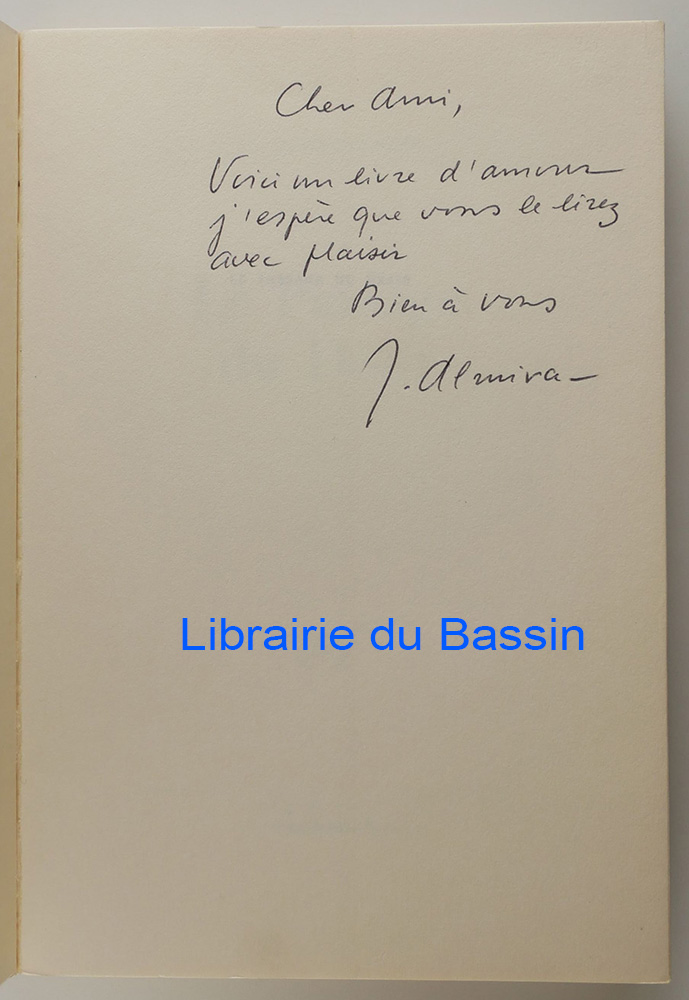 Cher Ami,
Voici un livre d'amour
j'espère que vous le lirez
avec plaisir
Bien à vous
J. Almira
Librairie du Bassin